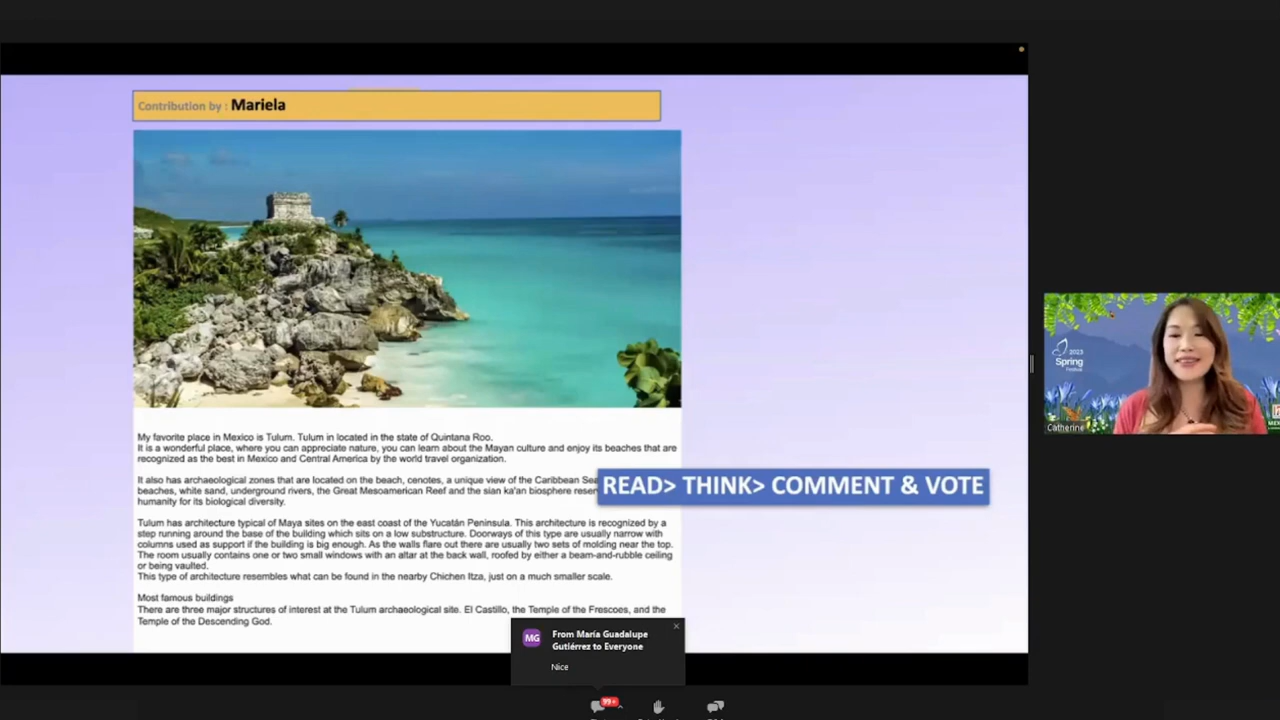 Contribution by : Mariela
My favorite place in Mexico is Tulum. Tulum in located in the state of Quintana Roo.
It is a wonderful place, where you can appreciate nature, you can learn about the Mayan culture and enjoy its beaches that are
recognized as the best in Mexico and Central America by the world travel organization.
It also has archaeological zones that are located on the beach, cenotes, a unique view of the Caribbean Sea
beaches, white sand, underground rivers, the Great Mesoamerican Reef and the sian ka'an biosphere reser
humanity for its biological diversity.
READ> THINK> COMMENT & VOTE
Tulum has architecture typical of Maya sites on the east coast of the Yucatán Peninsula. This architecture is recognized by a
step running around the base of the building which sits on a low substructure. Doorways of this type are usually narrow with
columns used as support if the building is big enough. As the walls flare out there are usually two sets of molding near the top.
The room usually contains one or two small windows with an altar at the back wall, roofed by either a beam-and-rubble ceiling
or being vaulted.
This type of architecture resembles what can be found in the nearby Chichen Itza, just on a much smaller scale.
Most famous buildings
There are three major structures of interest at the Tulum archaeological site. El Castillo, the Temple of the Frescoes, and the
Temple of the Descending God.
MG
From María Guadalupe
Gutiérrez to Everyone
Nice
99+
2023
Spring
Festival
Catherine